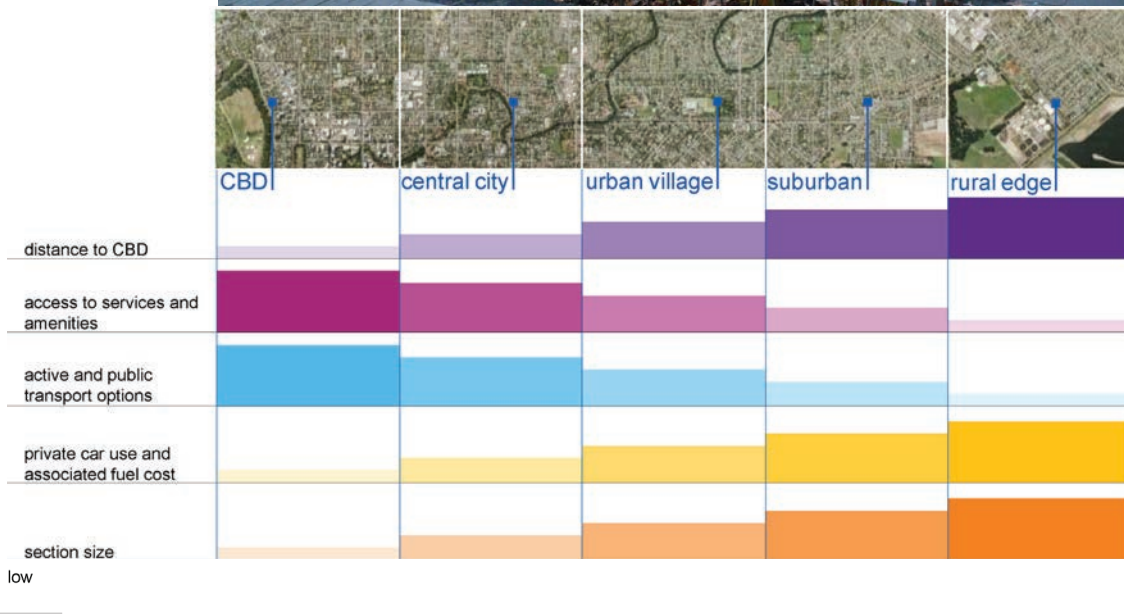 CBD
central city
urban village
suburban
rural edge
distance to CBD
access to services and
amenities
active and public
transport options
private car use and
associated fuel cost
section size
low